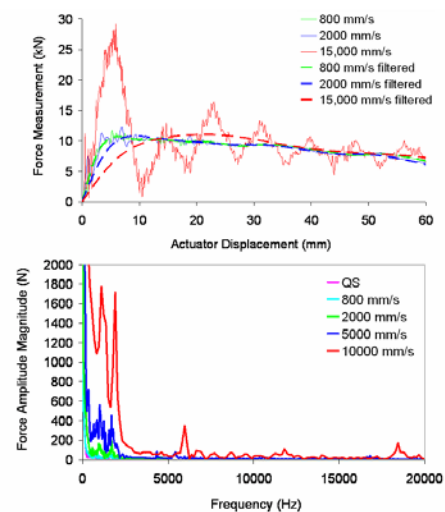 30
25
20
15
10
5
0
Force Measurement (kN)
800 mm/s
2000 mm/s
15,000 mm/s
800 mm/s filtered
2000 mm/s filtered
15,000 mm/s filtered
0 10 20 30 40 50 60
Actuator Displacement (mm)
2000
1800
1600
1400
1200
1000
800
600
400
200
0
Force Amplitude Magnitude (N)
QS
800 mm/s
2000 mm/s
5000 mm/s
10000 mm/s
0 5000 10000 15000 20000
Frequency (Hz)